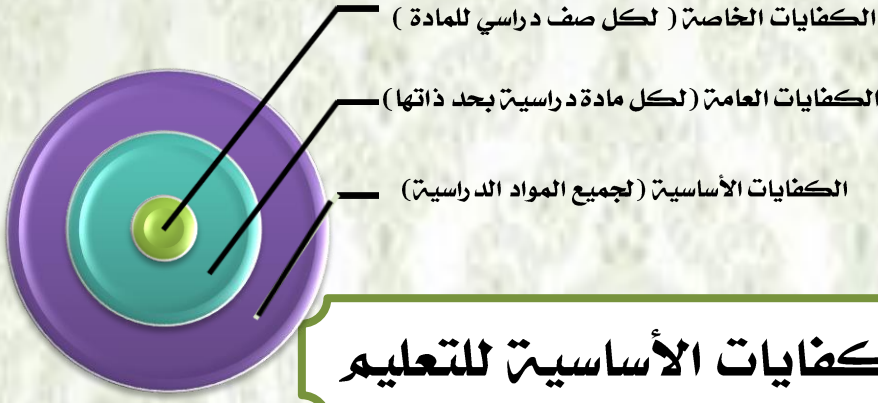 الكفايات الخاصة ( لكل صف دراسي للمادة )
الكفايات العامة (لكل مادة دراسية بحد ذاتها)
الكفايات الأساسية (لجميع المواد الدراسية)
كفايات الأساسية للتعليم